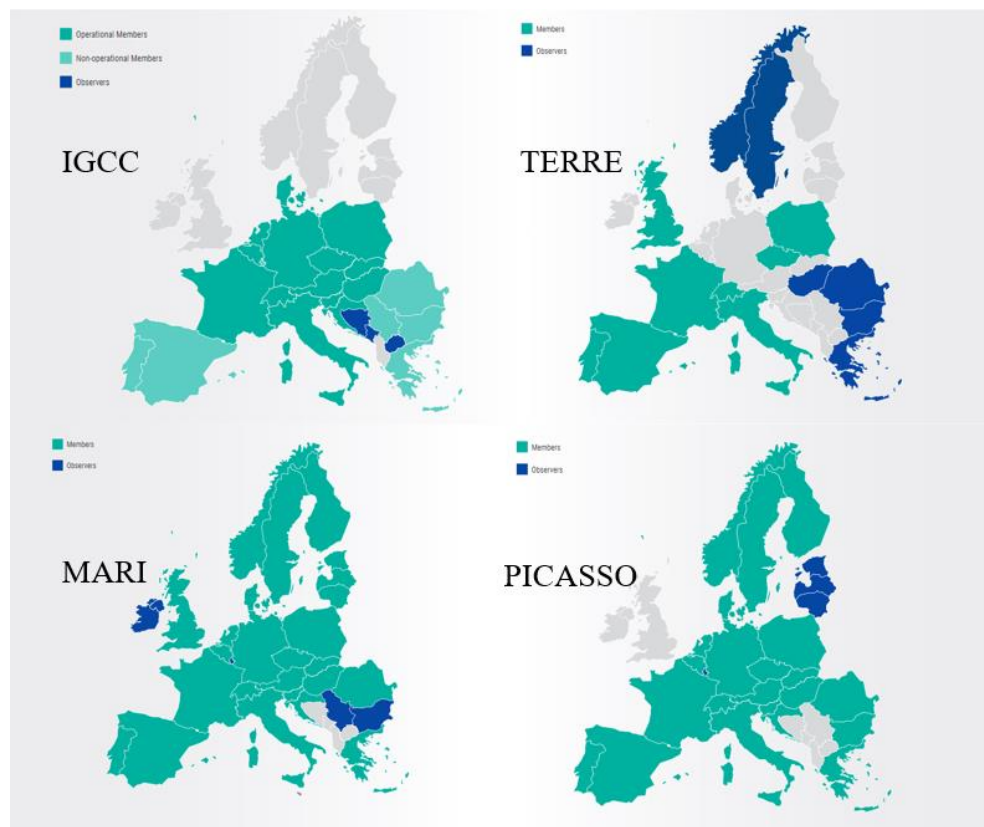 Operational Members
Non-operational Members
Observers
IGCC
Members
Observers
TERRE
Members
Observers
MARI
Members
Observers
PICASSO